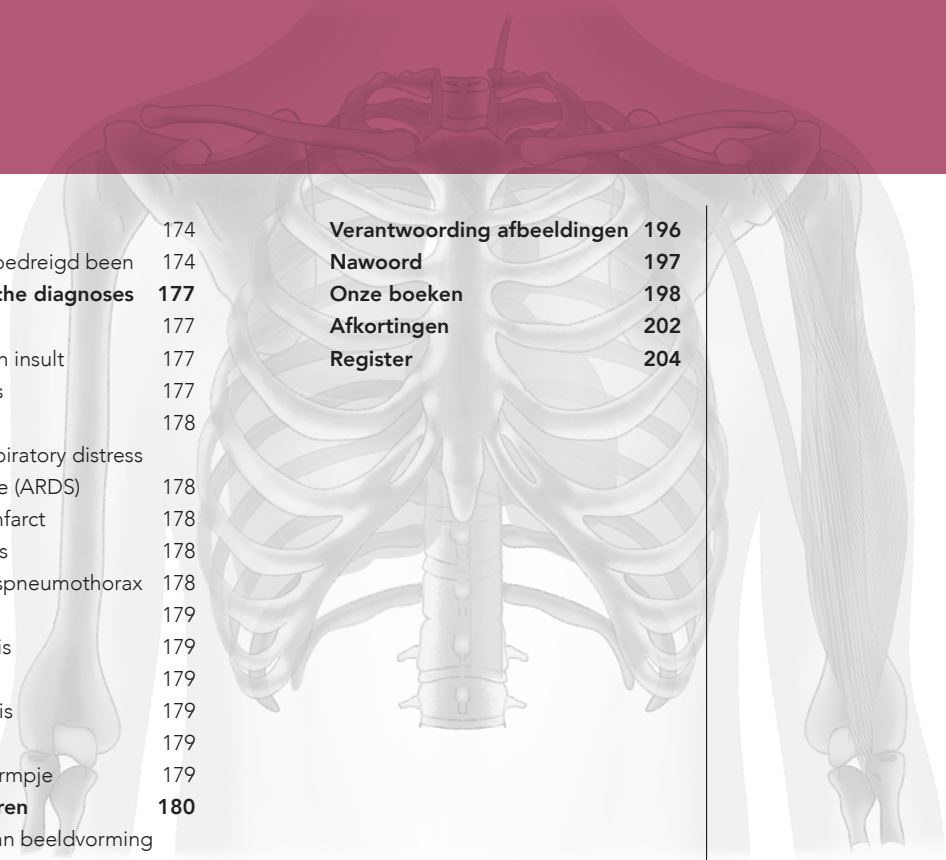 174
bedreigd been 174
che diagnoses 177
177
n insult 177
s 177
178
piratory distress
e (ARDS) 178
nfarct 178
s 178
spneumothorax 178
179
is 179
179
is 179
179
rmpje 179
ren 180
an beeldvorming
Verantwoording afbeeldingen 196
Nawoord 197
Onze boeken 198
Afkortingen 202
Register 204